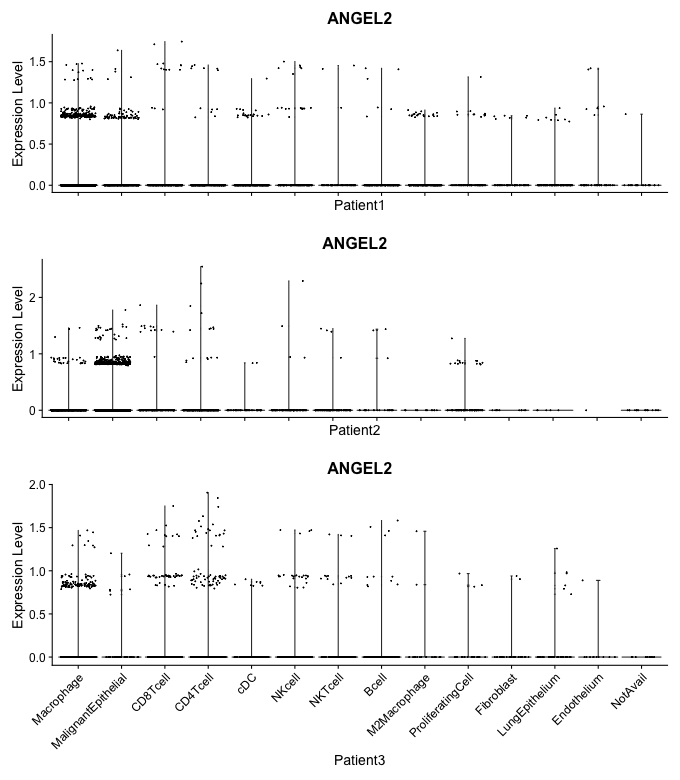 ANGEL2
Expression Level
1.5
1.0
0.5
0.0
Patient1
ANGEL2
Expression Level
2
1
0
Patient2
ANGEL2
Expression Level
2.0
1.5
1.0
0.5
0.0
Macrophage
MalignantEpithelial
CD8Tcell
CD4Tcell
cDC
NKcell
NKTcell
Bcell
M2Macrophage
ProliferatingCell
Fibroblast
LungEpithelium
Endothelium
NotAvail
Patient3